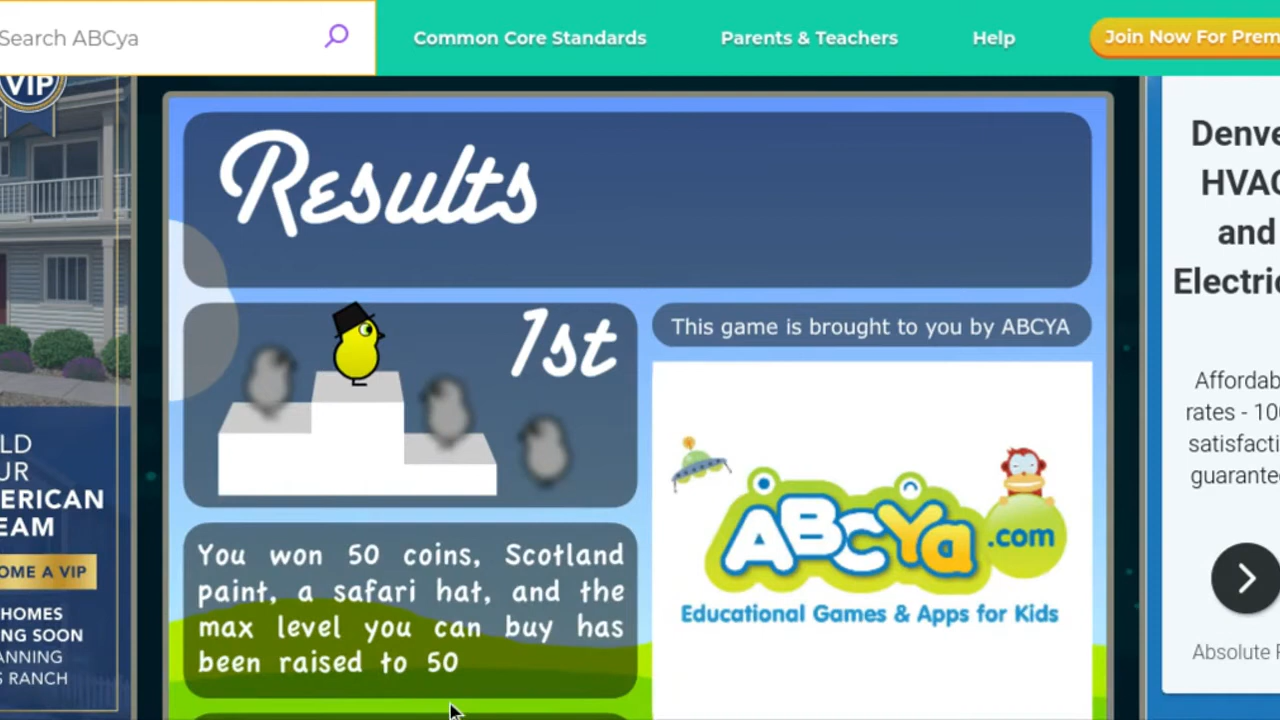 Search ABCya
Common Core Standards
Parents & Teachers
Help
Join Now For Prem
VIP
Results
1st
This game is brought to you by ABCYA
ABCYa.com
Educational Games & Apps for Kids
You won 50 coins, Scotland
paint, a safari hat, and the
max level you can buy has
been raised to 50
LD
UR
ERICAN
EAM
OME A VIP
HOMES
NG SOON
ANNING
S RANCH
Denve
HVAC
and
Electric
Affordab
rates - 10
satisfacti
guarantee
Absolute P